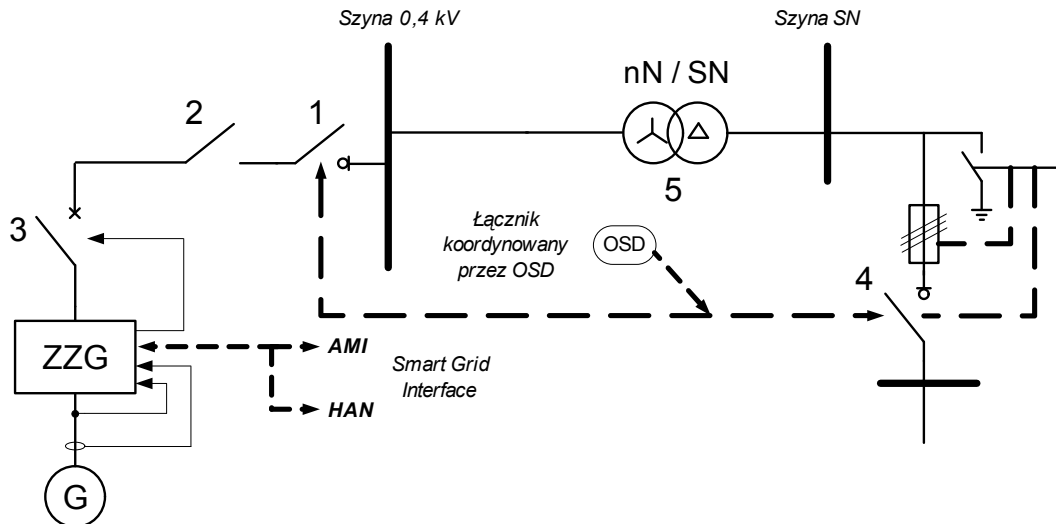 Szyna 0,4 kV
Szyna SN
nN / SN
2
1
5
3
Łącznik
koordynowany
przez OSD
OSD
4
ZZG
AMI
Smart Grid
Interface
HAN
G